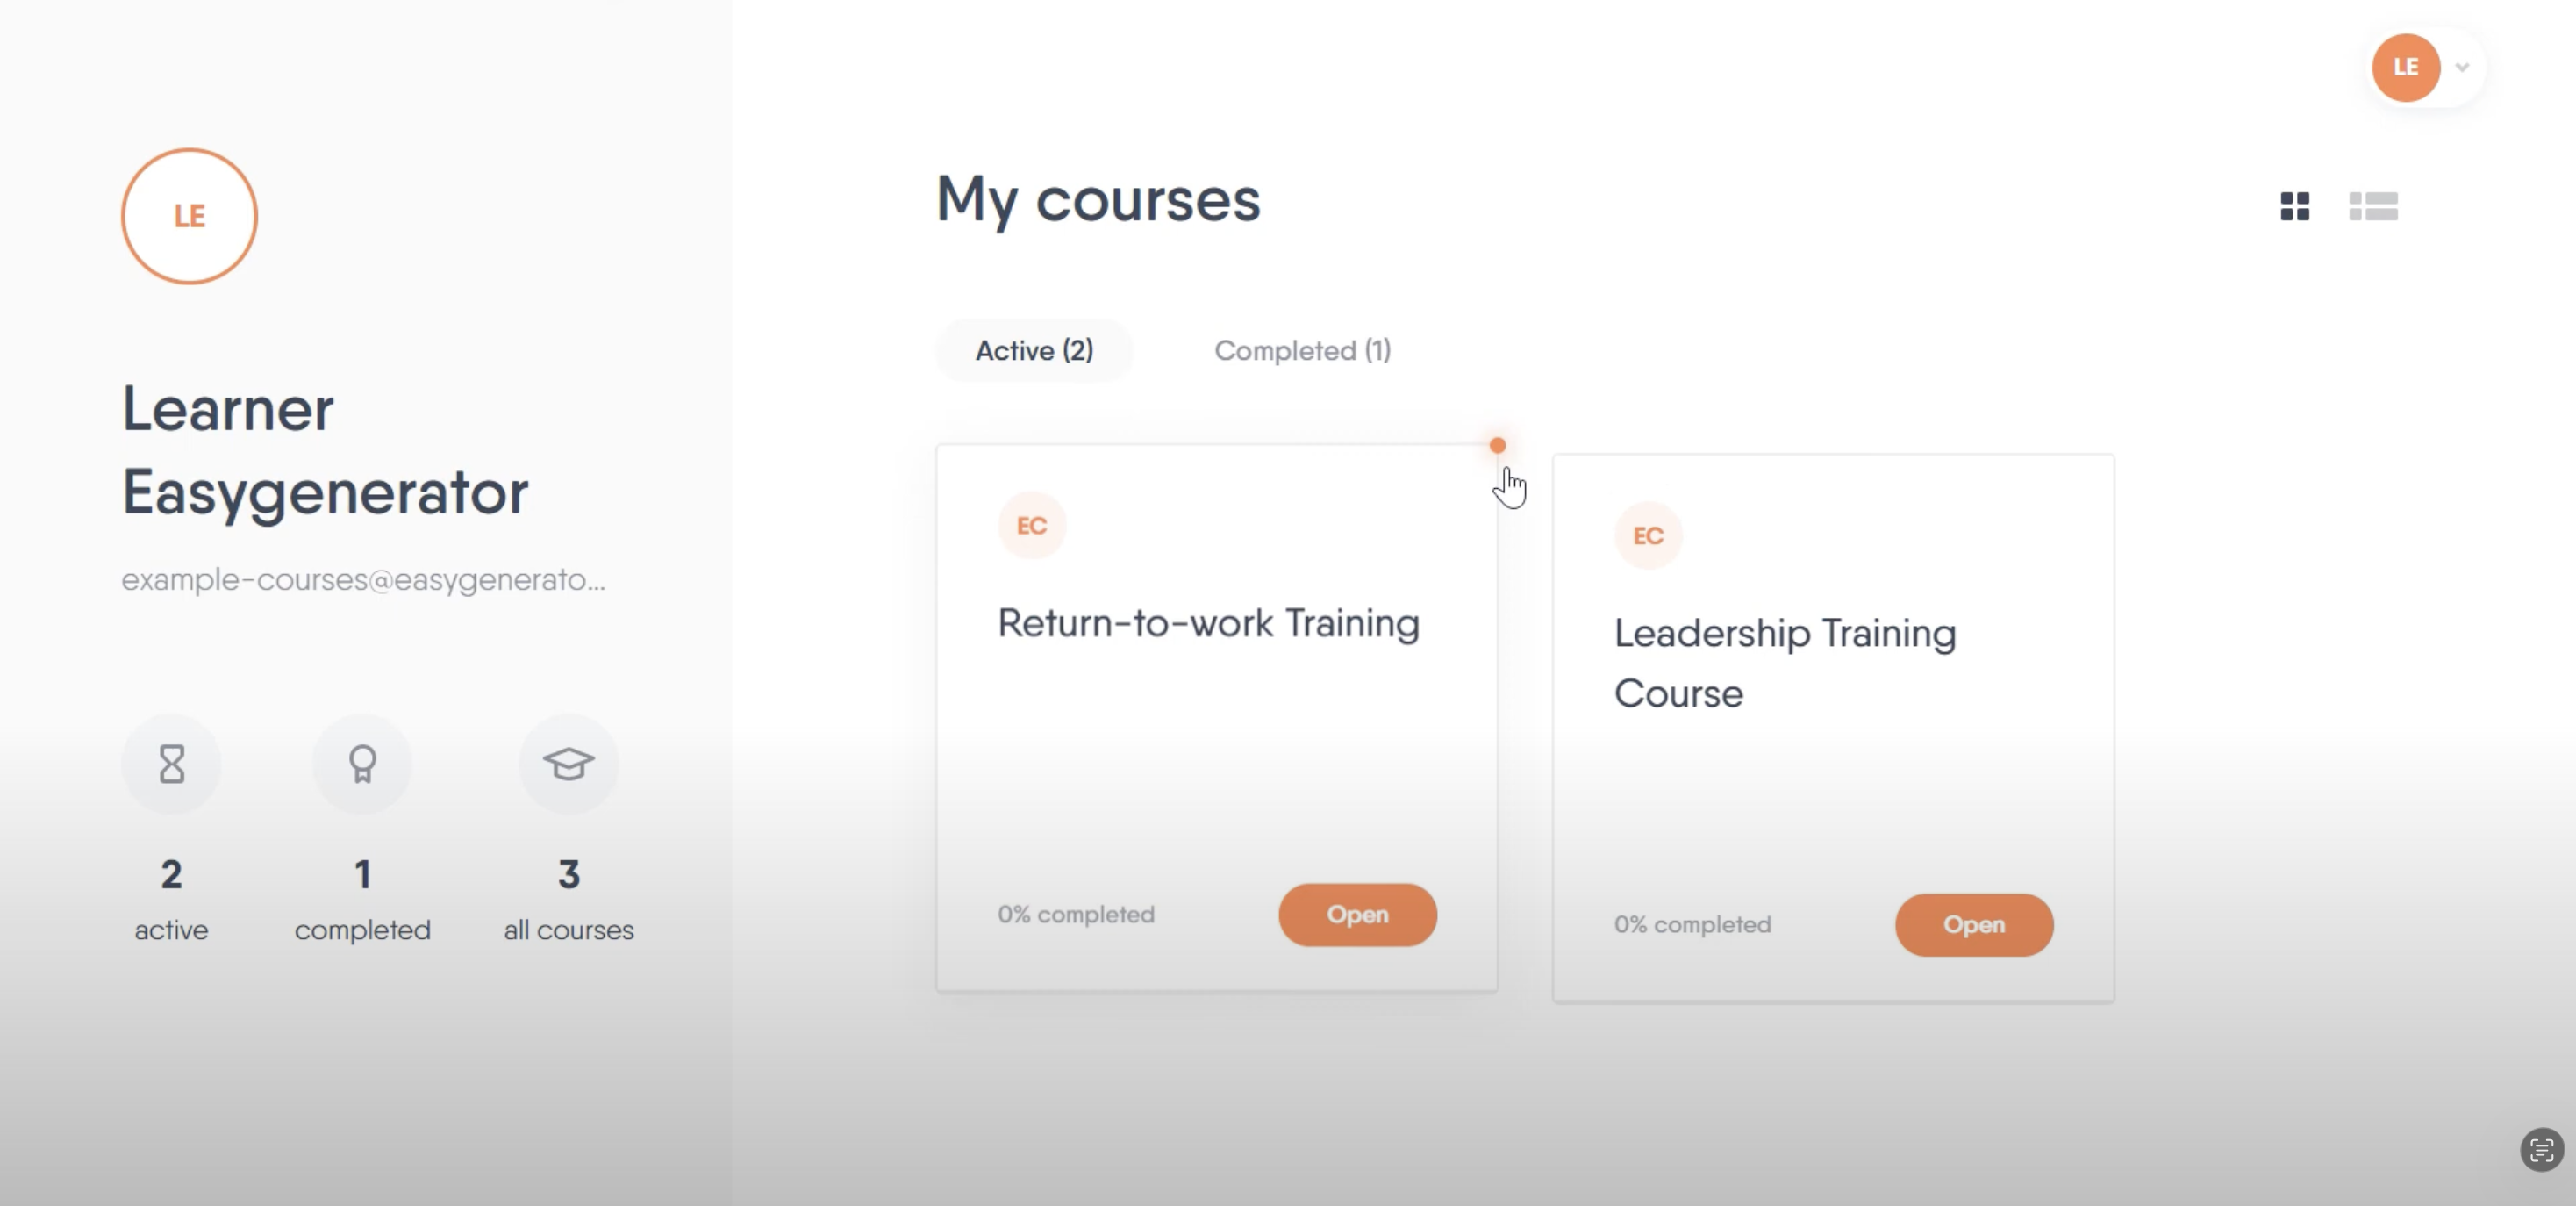 LE
LE
Learner
Easygenerator
example-courses@easygenerato...
2
active
1
completed
3
all courses
My courses
Active (2)
Completed (1)
EC
Return-to-work Training
0% completed
Open
EC
Leadership Training
Course
0% completed
Open